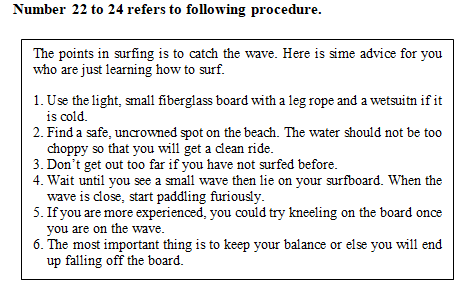 Number 22 to 24 refers to following procedure.
The points in surfing is to catch the wave. Here is sime advice for you
who are just learning how to surf.
1. Use the light, small fiberglass board with a leg rope and a wetsuitn if it
is cold.
2. Find a safe, uncrowned spot on the beach. The water should not be too
choppy so that you will get a clean ride.
3. Don't get out too far if you have not surfed before.
4. Wait until you see a small wave then lie on your surfboard. When the
wave is close, start paddling furiously.
5. If you are more experienced, you could try kneeling on the board once
you are on the wave.
6. The most important thing is to keep your balance or else you will end
up falling off the board.